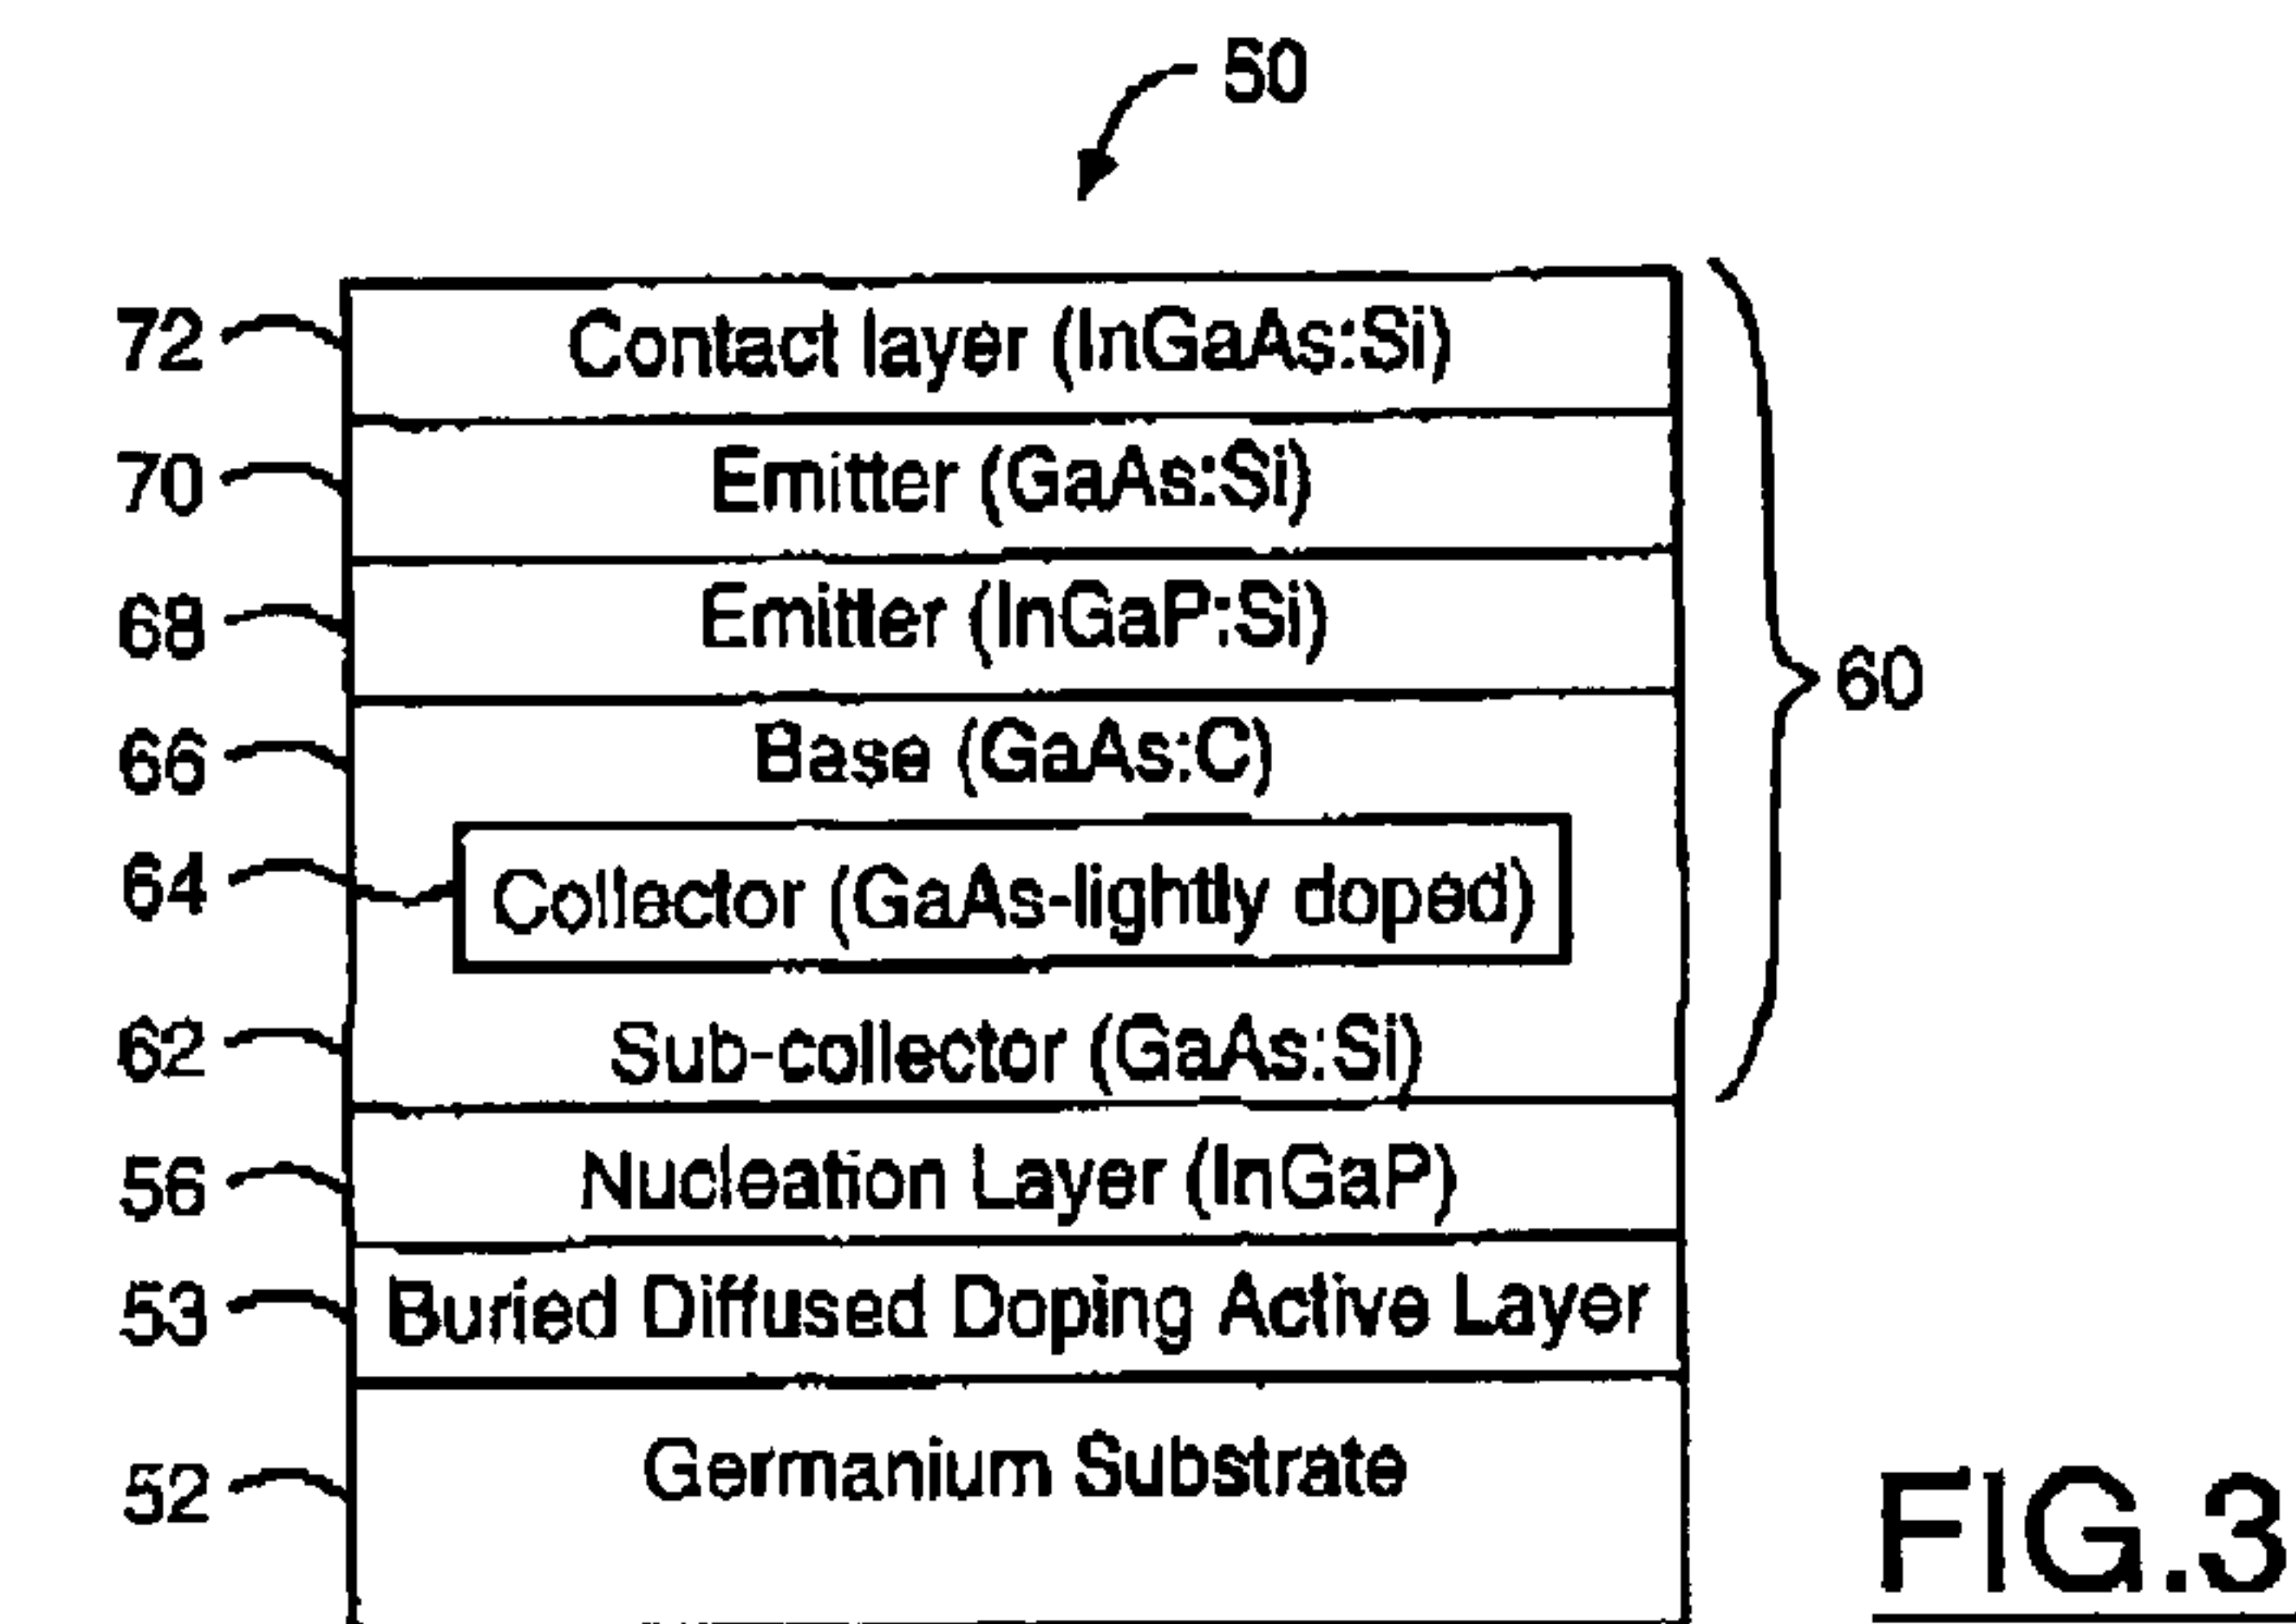 50
72 Contact layer (InGaAs:Si)
70 Emitter (GaAs:Si)
68 Emitter (InGaP:Si)
60
66 Base (GaAs:C)
64 Collector (GaAs-lightly doped)
62 Sub-collector (GaAs:Si)
56 Nucleation Layer (InGaP)
53 Buried Diffused Doping Active Layer
52 Germanium Substrate
FIG.3